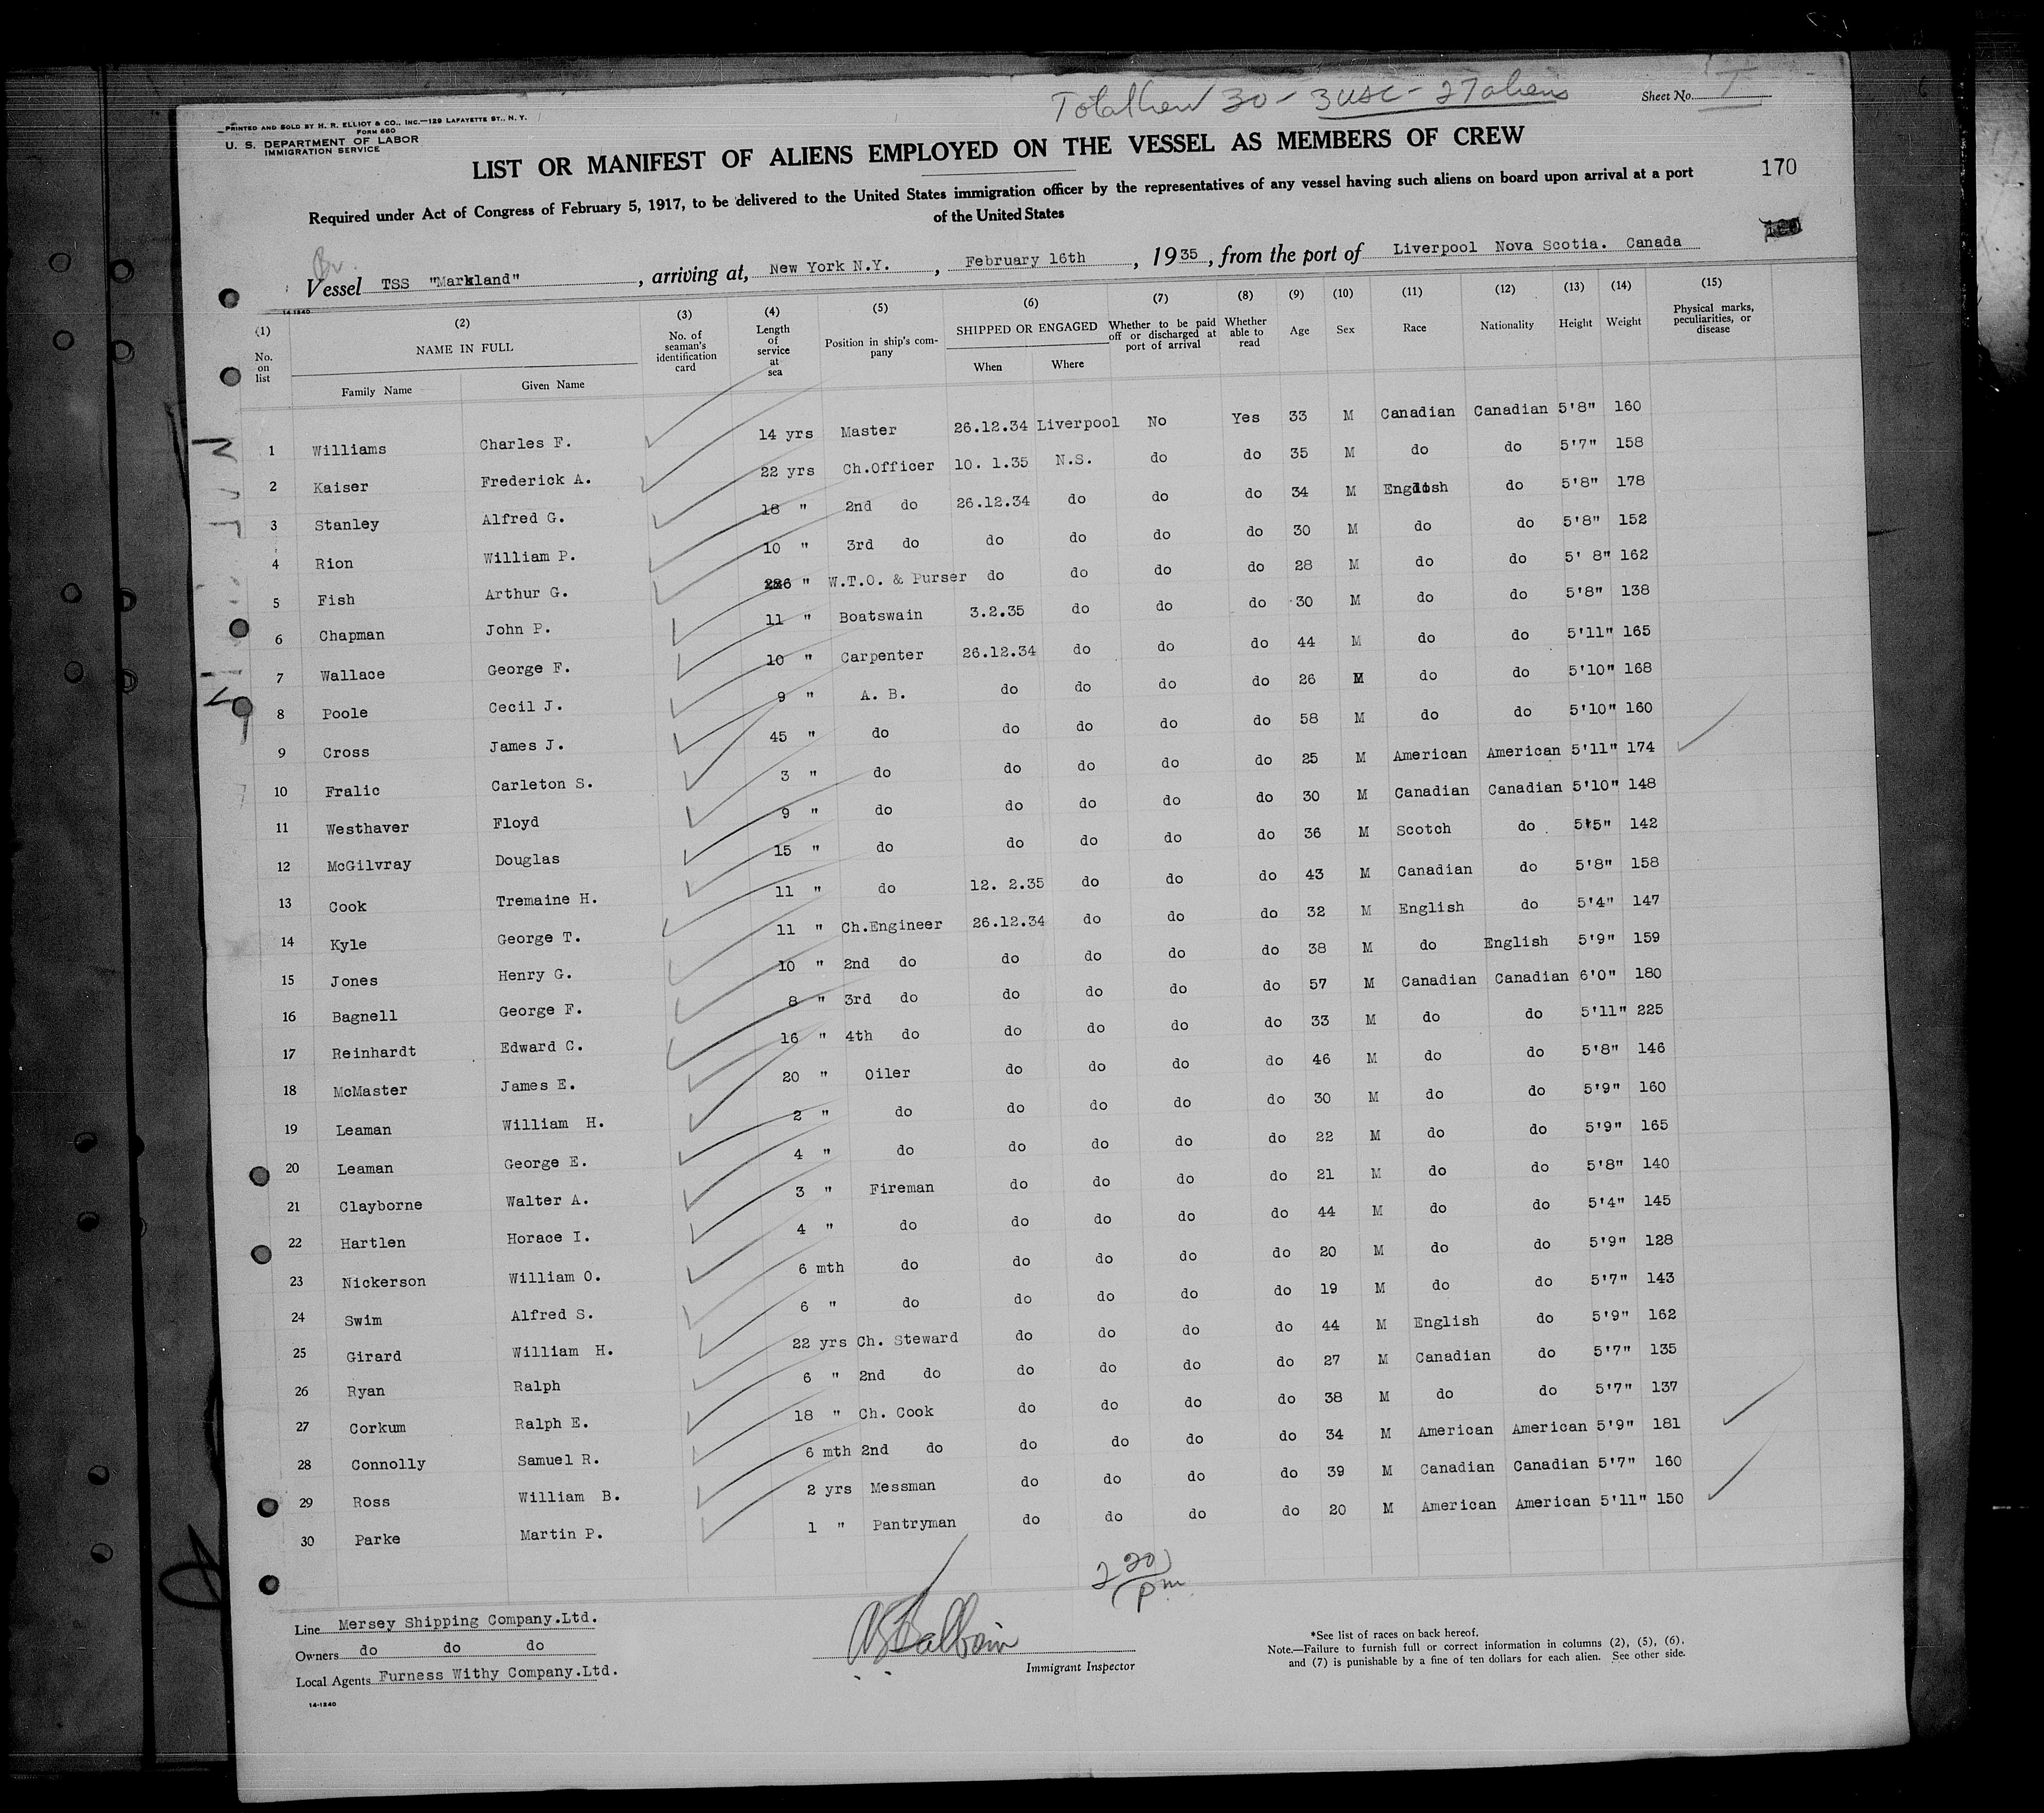 Total Crew 30 - 3 USC - 27 aliens
Sheet No. 1
PRINTED AND SOLD BY H. R. ELLIOT & CO., INC.—129 LAFAYETTE ST., N. Y.
FORM 680
U. S. DEPARTMENT OF LABOR
IMMIGRATION SERVICE
LIST OR MANIFEST OF ALIENS EMPLOYED ON THE VESSEL AS MEMBERS OF CREW
170
Required under Act of Congress of February 5, 1917, to be delivered to the United States immigration officer by the representatives of any vessel having such aliens on board upon arrival at a port
of the United States
Br.
Vessel TSS "Markland", arriving at, New York N.Y., February 16th, 1935, from the port of Liverpool Nova Scotia. Canada
14-1240
(1) (2) (3) (4) (5) (6) (7) (8) (9) (10) (11) (12) (13) (14) (15)
No. on list NAME IN FULL Family Name Given Name No. of seaman's identification card Length of service at sea Position in ship's company SHIPPED OR ENGAGED When Where Whether to be paid off or discharged at port of arrival Whether able to read Age Sex Race Nationality Height Weight Physical marks, peculiarities, or disease
1 Williams Charles F. 14 yrs Master 26.12.34 Liverpool No Yes 33 M Canadian Canadian 5'8" 160
2 Kaiser Frederick A. 22 yrs Ch.Officer 10. 1.35 N.S. do do 35 M do do 5'7" 158
3 Stanley Alfred G. 18 " 2nd do 26.12.34 do do do 34 M English do 5'8" 178
4 Rion William P. 10 " 3rd do do do do do 30 M do do 5'8" 152
5 Fish Arthur G. 6 " W.T.O. & Purser do do do do 28 M do do 5' 8" 162
6 Chapman John P. 11 " Boatswain 3.2.35 do do do 30 M do do 5'8" 138
7 Wallace George F. 10 " Carpenter 26.12.34 do do do 44 M do do 5'11" 165
8 Poole Cecil J. 9 " A. B. do do do do 26 M do do 5'10" 168
9 Cross James J. 45 " do do do do do 58 M do do 5'10" 160
10 Fralic Carleton S. 3 " do do do do do 25 M American American 5'11" 174
11 Westhaver Floyd 9 " do do do do do 30 M Canadian Canadian 5'10" 148
12 McGilvray Douglas 15 " do do do do do 36 M Scotch do 5'5" 142
13 Cook Tremaine H. 11 " do 12. 2.35 do do do 43 M Canadian do 5'8" 158
14 Kyle George T. 11 " Ch.Engineer 26.12.34 do do do 32 M English do 5'4" 147
15 Jones Henry G. 10 " 2nd do do do do do 38 M do English 5'9" 159
16 Bagnell George F. 8 " 3rd do do do do do 57 M Canadian Canadian 6'0" 180
17 Reinhardt Edward C. 16 " 4th do do do do do 33 M do do 5'11" 225
18 McMaster James E. 20 " Oiler do do do do 46 M do do 5'8" 146
19 Leaman William H. 2 " do do do do do 30 M do do 5'9" 160
20 Leaman George E. 4 " do do do do do 22 M do do 5'9" 165
21 Clayborne Walter A. 3 " Fireman do do do do 21 M do do 5'8" 140
22 Hartlen Horace I. 4 " do do do do do 44 M do do 5'4" 145
23 Nickerson William O. 6 mth do do do do do 20 M do do 5'9" 128
24 Swim Alfred S. 6 " do do do do do 19 M do do 5'7" 143
25 Girard William H. 22 yrs Ch. Steward do do do do 44 M English do 5'9" 162
26 Ryan Ralph 6 " 2nd do do do do do 27 M Canadian do 5'7" 135
27 Corkum Ralph E. 18 " Ch. Cook do do do do 38 M do do 5'7" 137
28 Connolly Samuel R. 6 mth 2nd do do do do do 34 M American American 5'9" 181
29 Ross William B. 2 yrs Messman do do do do 39 M Canadian Canadian 5'7" 160
30 Parke Martin P. 1 " Pantryman do do do do 20 M American American 5'11" 150
2 20 pm
Line Mersey Shipping Company.Ltd.
Owners do do do
Local Agents Furness Withy Company.Ltd.
14-1240
Immigrant Inspector
*See list of races on back hereof.
Note.—Failure to furnish full or correct information in columns (2), (5), (6),
and (7) is punishable by a fine of ten dollars for each alien. See other side.